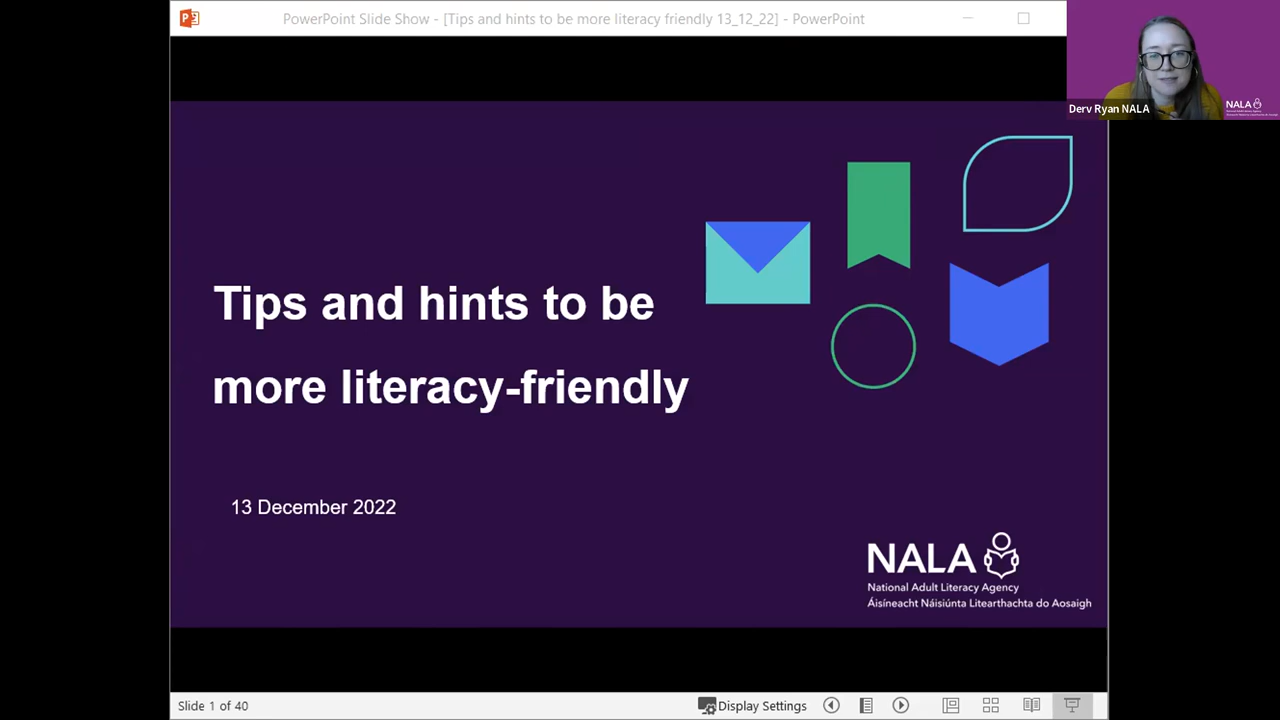 PowerPoint Slide Show - [Tips and hints to be more literacy friendly 13_12_22] - PowerPoint
Derv Ryan NALA
NALA
Tips and hints to be
more literacy-friendly
13 December 2022
NALA
National Adult Literacy Agency
Áisíneacht Náisiúnta Litearthachta do Aosaigh
Slide 1 of 40
Display Settings